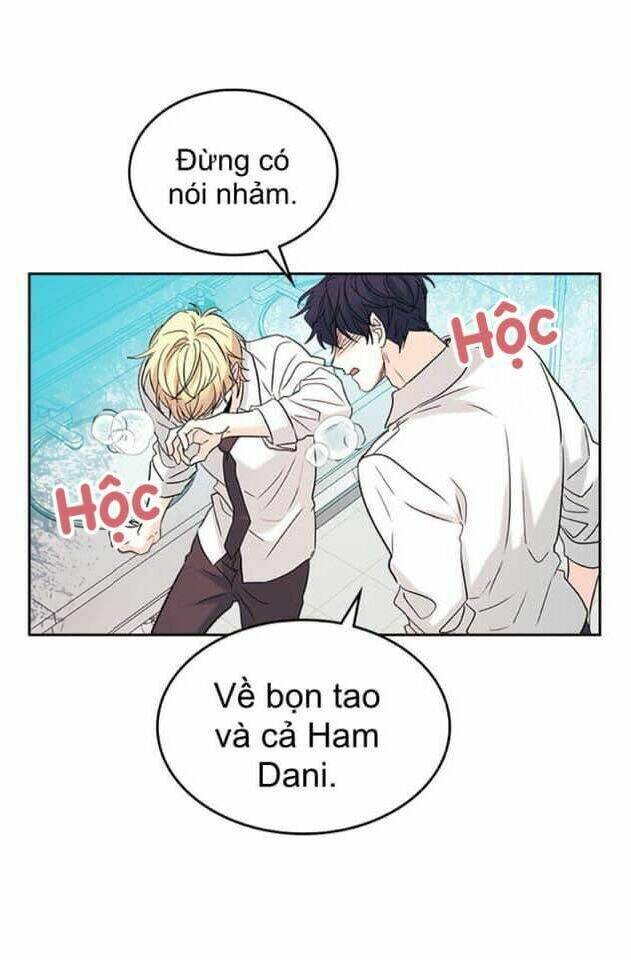 Đừng có
nói nhảm.
Hộc
Hộc
Về bọn tao
và cả Ham
Dani.